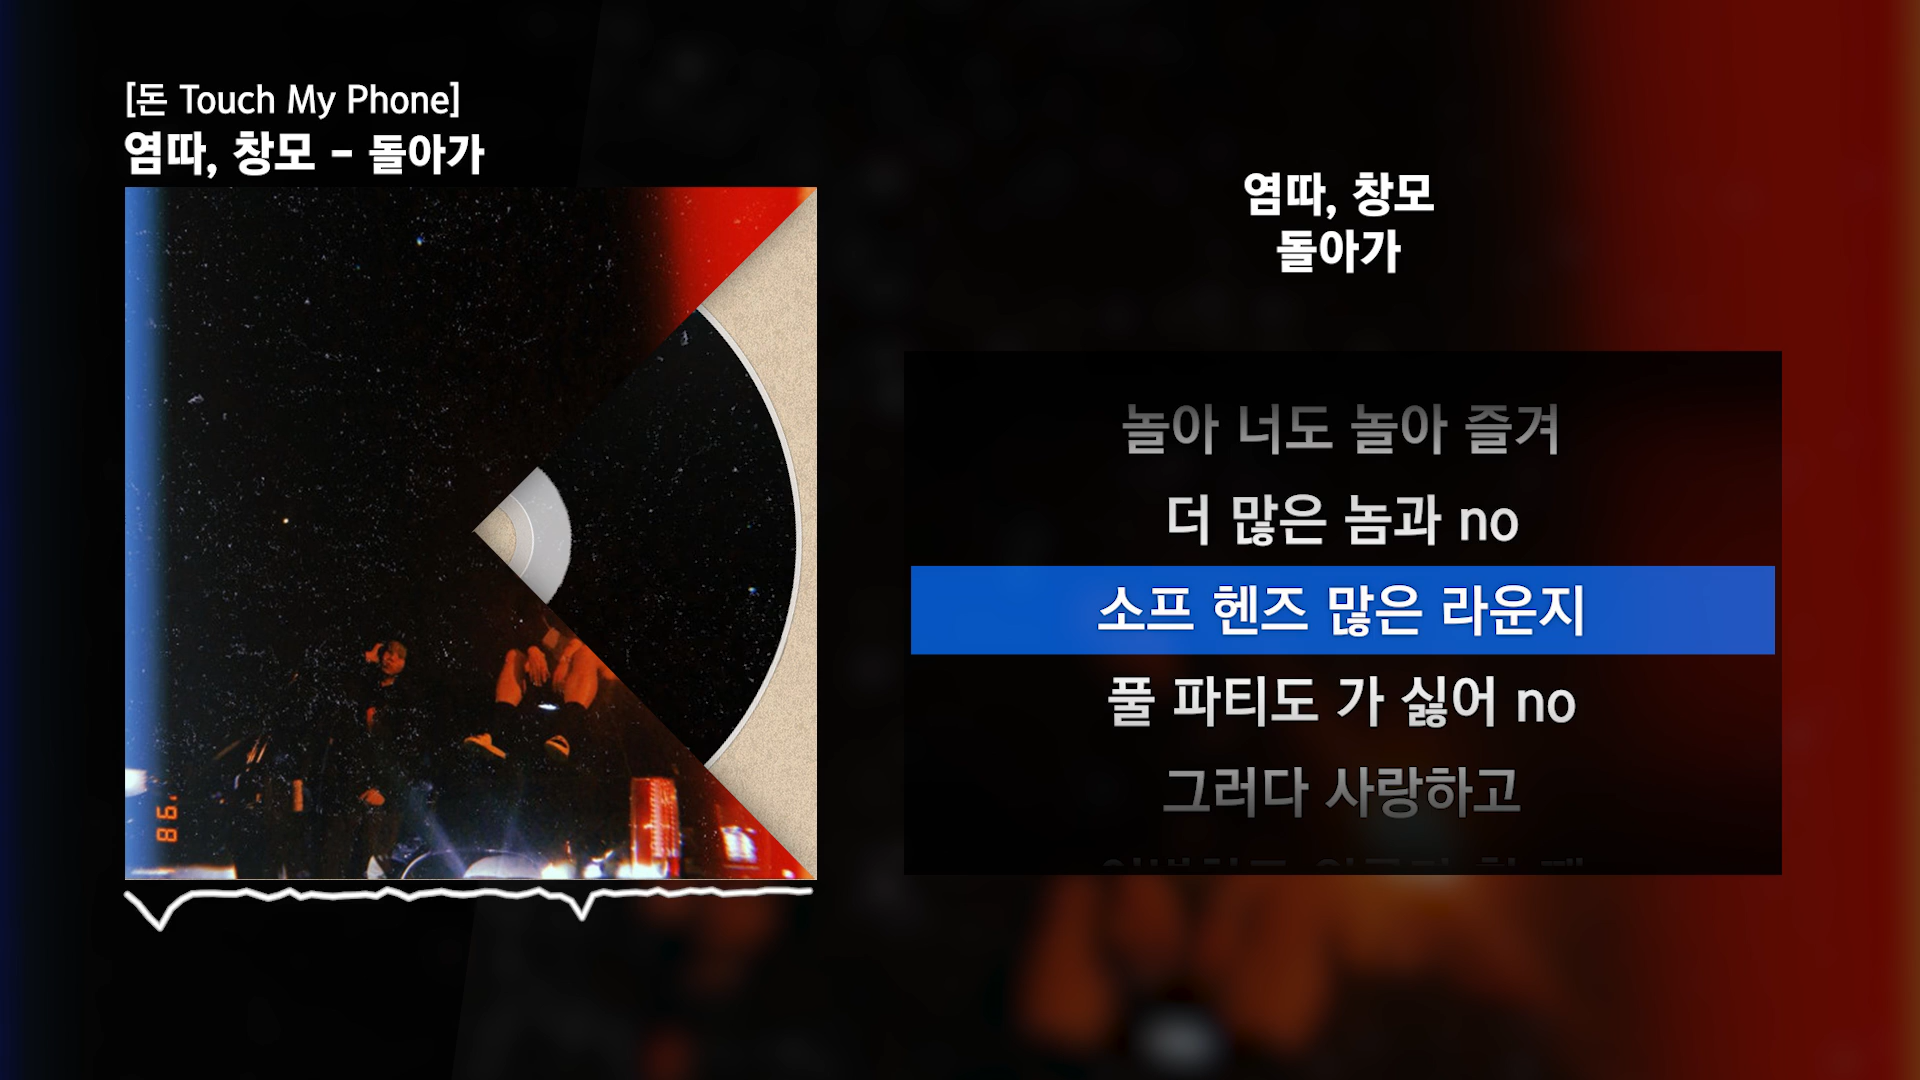 [돈 Touch My Phone]
염따, 창모 - 돌아가
염따, 창모
돌아가
놀아 너도 놀아 즐겨
더 많은 놈과 no
소프 헨즈 많은 라운지
풀 파티도 가 싫어 no
그러다 사랑하고
98.